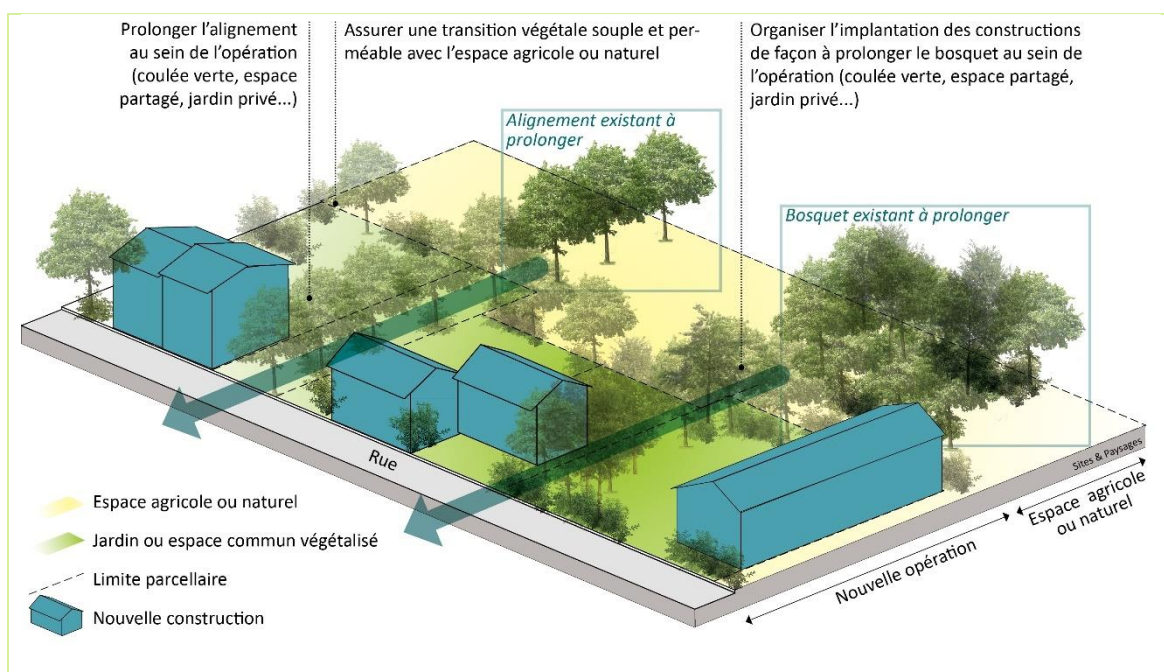 Prolonger l’alignement
au sein de l’opération
(coulée verte, espace
partagé, jardin privé...)
Assurer une transition végétale souple et per-
méable avec l’espace agricole ou naturel
Organiser l’implantation des constructions
de façon à prolonger le bosquet au sein de
l’opération (coulée verte, espace partagé,
jardin privé...)
Alignement existant à
prolonger
Bosquet existant à prolonger
Rue
Sites & Paysages
Espace agricole
ou naturel
Nouvelle opération
Espace agricole ou naturel
Jardin ou espace commun végétalisé
Limite parcellaire
Nouvelle construction